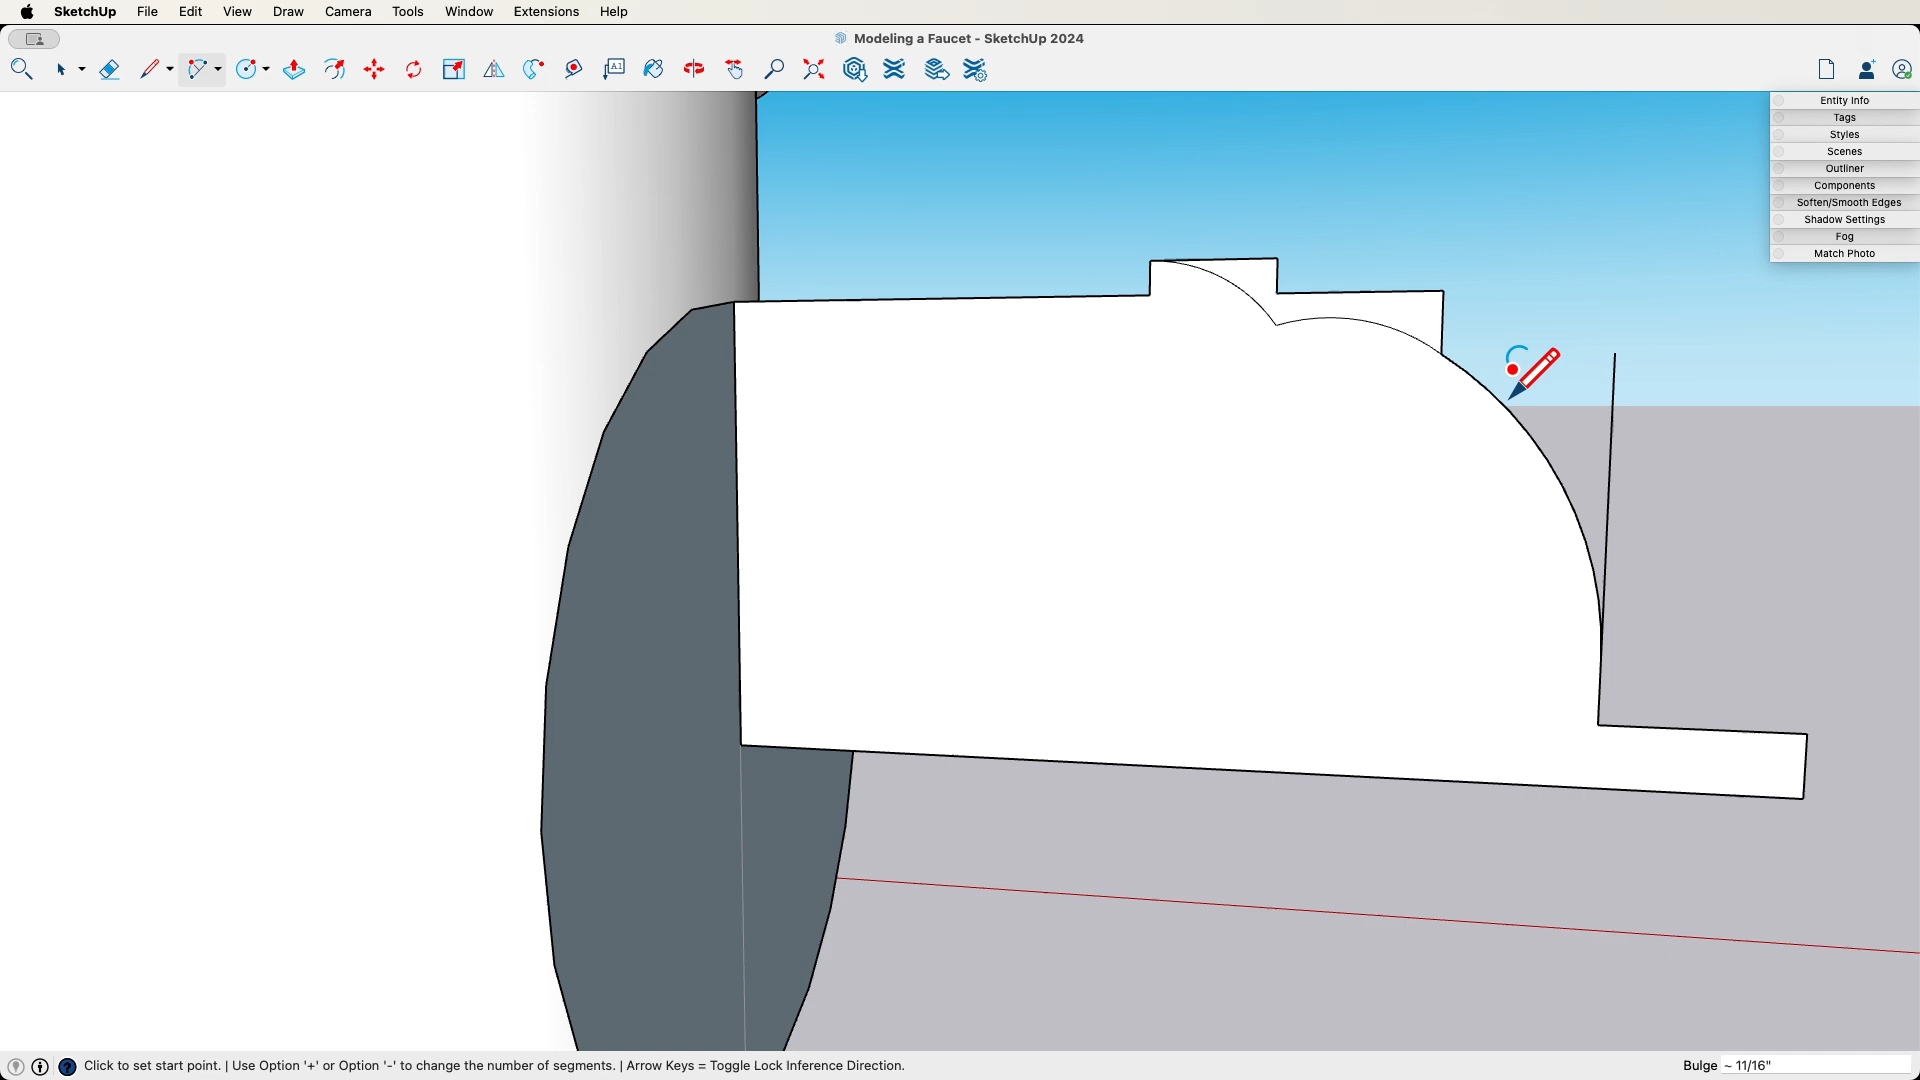 SketchUp File Edit View Draw Camera Tools Window Extensions Help
Modeling a Faucet - SketchUp 2024
A1
Entity Info
Tags
Styles
Scenes
Outliner
Components
Soften/Smooth Edges
Shadow Settings
Fog
Match Photo
Click to set start point. | Use Option '+' or Option '-' to change the number of segments. | Arrow Keys = Toggle Lock Inference Direction.
Bulge ~ 11/16"